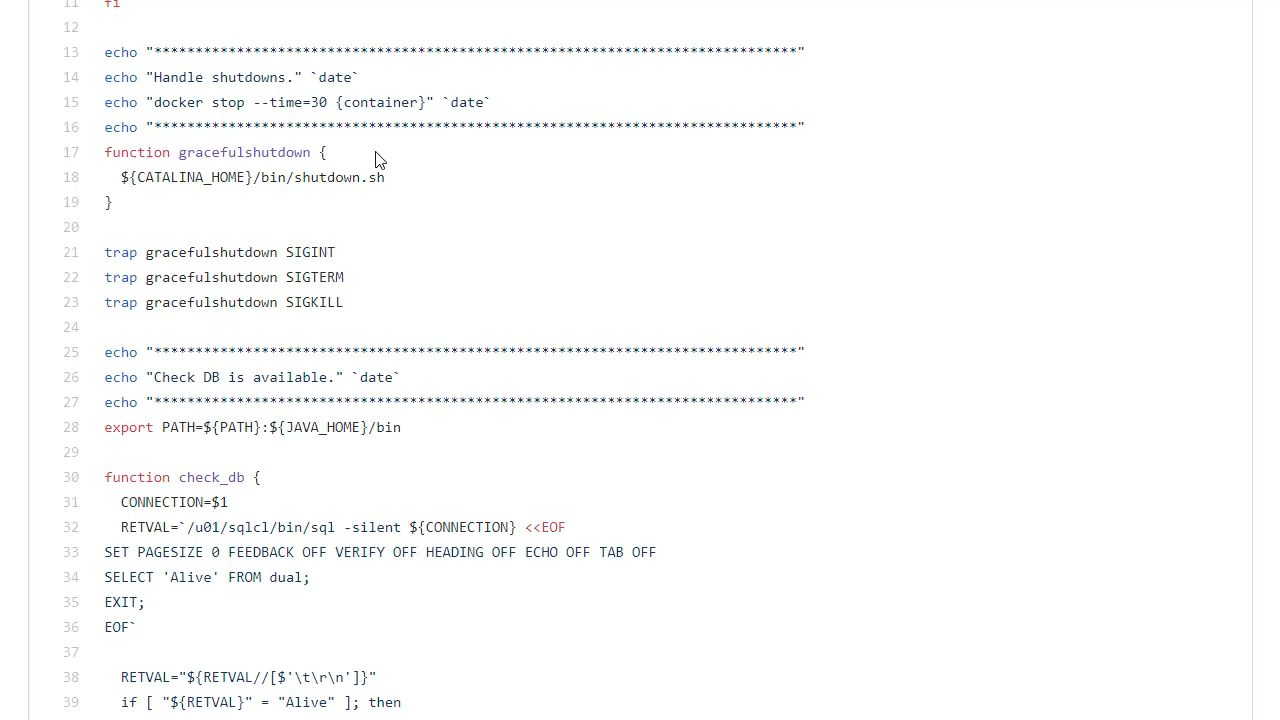 11 fi
12
13 echo "******************************************************************************"
14 echo "Handle shutdowns." `date`
15 echo "docker stop --time=30 {container}" `date`
16 echo "******************************************************************************"
17 function gracefulshutdown {
18 ${CATALINA_HOME}/bin/shutdown.sh
19 }
20
21 trap gracefulshutdown SIGINT
22 trap gracefulshutdown SIGTERM
23 trap gracefulshutdown SIGKILL
24
25 echo "******************************************************************************"
26 echo "Check DB is available." `date`
27 echo "******************************************************************************"
28 export PATH=${PATH}:${JAVA_HOME}/bin
29
30 function check_db {
31 CONNECTION=$1
32 RETVAL=`/u01/sqlcl/bin/sql -silent ${CONNECTION} <<EOF
33 SET PAGESIZE 0 FEEDBACK OFF VERIFY OFF HEADING OFF ECHO OFF TAB OFF
34 SELECT 'Alive' FROM dual;
35 EXIT;
36 EOF`
37
38 RETVAL="${RETVAL//[$'\t\r\n']}"
39 if [ "${RETVAL}" = "Alive" ]; then